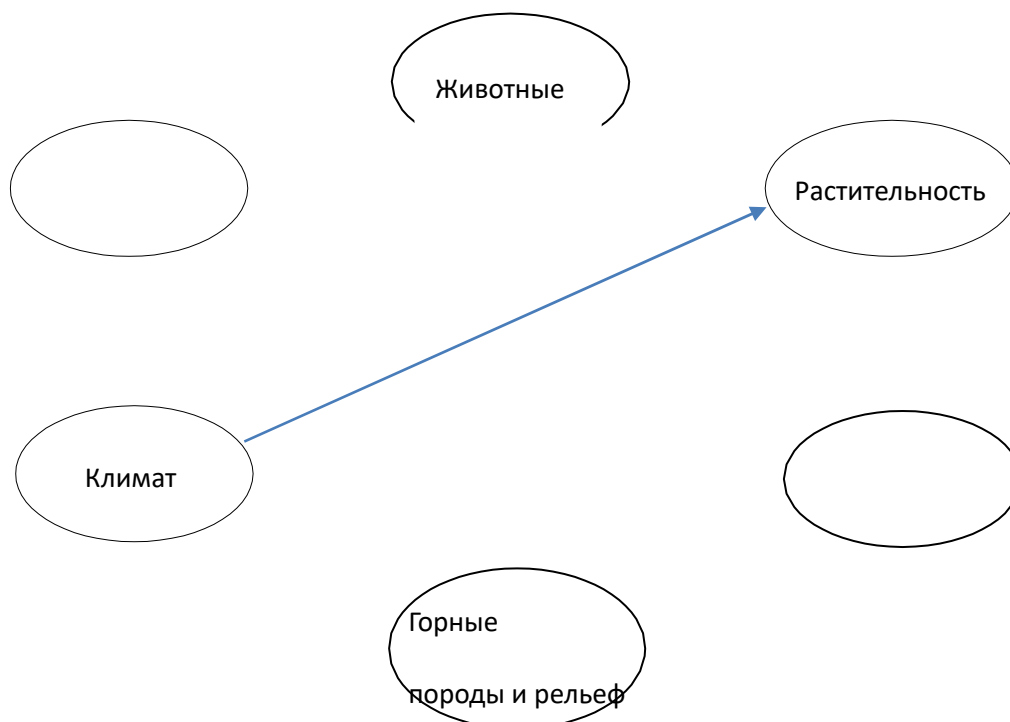 Животные
Растительность
Климат
Горные
породы и рельеф